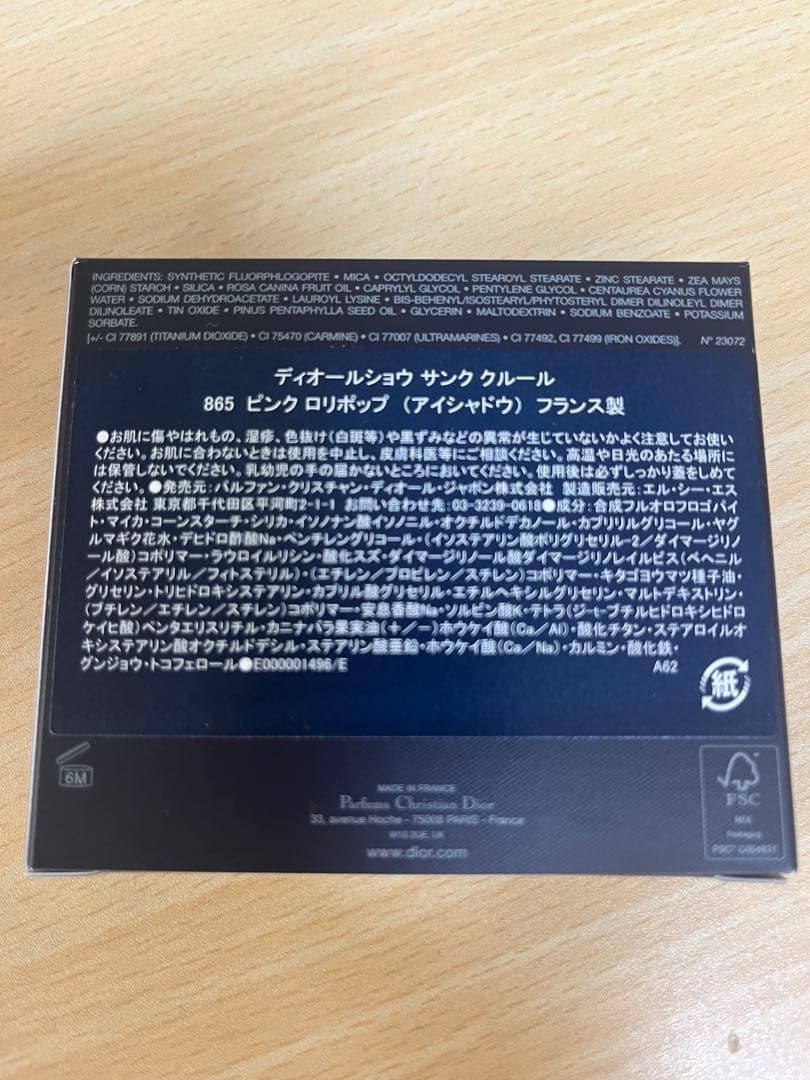 INGREDIENTS: SYNTHETIC FLUORPHLOGOPITE • MICA • OCTYLDODECYL STEAROYL STEARATE • ZINC STEARATE • ZEA MAYS
(CORN) STARCH • SILICA • ROSA CANINA FRUIT OIL • CAPRYLYL GLYCOL • PENTYLENE GLYCOL • CENTAUREA CYANUS FLOWER
WATER • SODIUM DEHYDROACETATE • LAUROYL LYSINE • BIS-BEHENYL/ISOSTEARYL/PHYTOSTERYL DIMER DILINOLEYL DIMER
DILINOLEATE • TIN OXIDE • PINUS PENTAPHYLLA SEED OIL • GLYCERIN • MALTODEXTRIN • SODIUM BENZOATE • POTASSIUM
SORBATE.
[+/- CI 77891 (TITANIUM DIOXIDE) • CI 75470 (CARMINE) • CI 77007 (ULTRAMARINES) • CI 77492, CI 77499 (IRON OXIDES)]. N° 23072
ディオールショウ サンク クルール
865 ピンク ロリポップ (アイシャドウ) フランス製
●お肌に傷やはれもの、湿疹、色抜け(白斑等)や黒ずみなどの異常が生じていないかよく注意してお使い
ください。お肌に合わないときは使用を中止し、皮膚科医等にご相談ください。高温や日光のあたる場所に
は保管しないでください。乳幼児の手の届かないところにおいてください。使用後は必ずしっかり蓋をしめて
ください。●発売元:パルファン・クリスチャン・ディオール・ジャポン株式会社 製造販売元:エル・シー・エス
株式会社 東京都千代田区平河町2-1-1 お問い合わせ先:03-3239-0618●成分:合成フルオロフロゴパイ
ト・マイカ・コーンスターチ・シリカ・イソノナン酸イソノニル・オクチルドデカノール・カプリリルグリコール・ヤグ
ルマギク花水・デヒドロ酢酸Na・ペンチレングリコール・(イソステアリン酸ポリグリセリル-2/ダイマージリノ
ール酸)コポリマー・ラウロイルリシン・酸化スズ・ダイマージリノール酸ダイマージリノレイルビス(ベヘニル
/イソステアリル/フィトステリル)・(エチレン/プロピレン/スチレン)コポリマー・キタゴヨウマツ種子油・
グリセリン・トリヒドロキシステアリン・カプリル酸グリセリル・エチルヘキシルグリセリン・マルトデキストリン・
(ブチレン/エチレン/スチレン)コポリマー・安息香酸Na・ソルビン酸K・テトラ(ジ-t-ブチルヒドロキシヒドロ
ケイヒ酸)ペンタエリスリチル・カニナバラ果実油(+/-)ホウケイ酸(Ca/Al)・酸化チタン・ステアロイルオ
キシステアリン酸オクチルドデシル・ステアリン酸亜鉛・ホウケイ酸(Ca/Na)・カルミン・酸化鉄・
グンジョウ・トコフェロール●E000001496/E A62
紙
6M
MADE IN FRANCE
Parfums Christian Dior
33, avenue Hoche - 75008 PARIS - France
W1G 2UE, UK
www.dior.com
FSC
MIX
Packaging
FSC® C004831